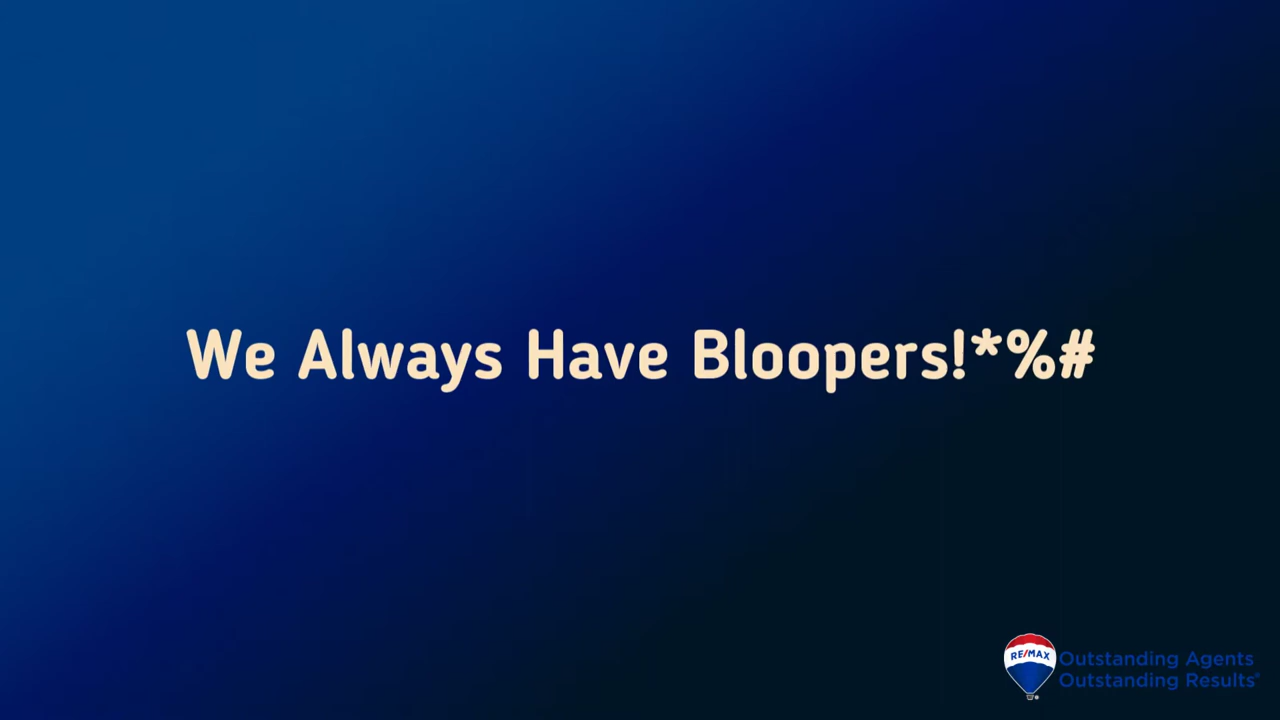 We Always Have Bloopers!*%#
RE/MAX
Outstanding Agents
Outstanding Results®